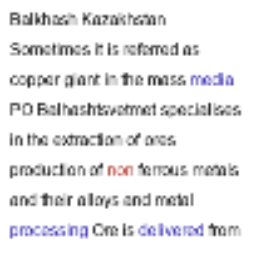 Balkhash Kazakhstan
Sometimes it is referred as
copper giant in the mass media
PO Balhashtsvetmet specialises
in the extraction of ores
production of non ferrous metals
and their alloys and metal
processing Ore is delivered from